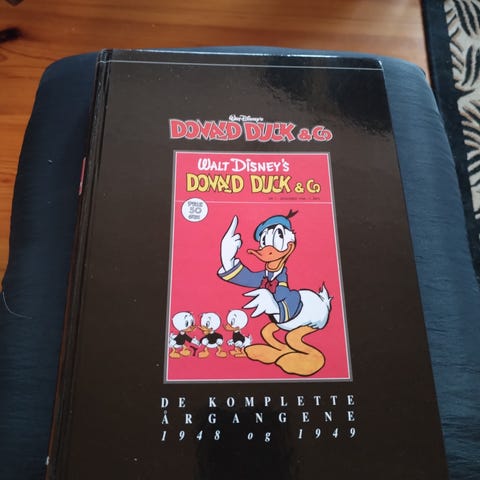 Walt Disney's
DONALD DUCK & Co
WALT DISNEY'S
DONALD DUCK & Co
PRIS
50
ØRE
DE KOMPLETTE
ÅRGANGENE
1948 og 1949